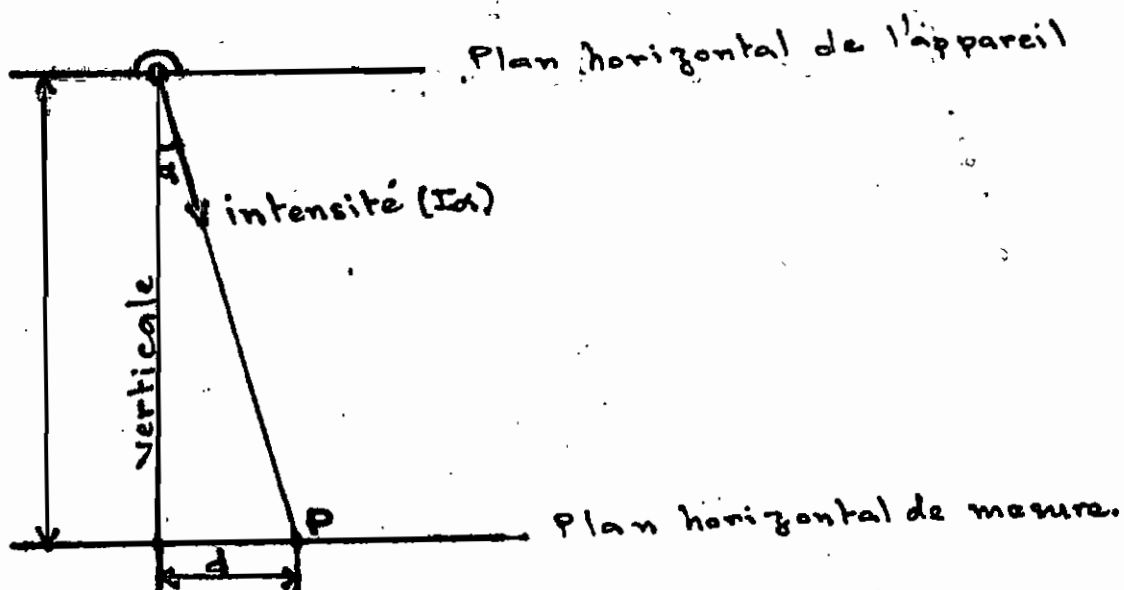 Plan horizontal de l'appareil
α
intensité (Iα)
verticale
P
Plan horizontal de mesure.
d